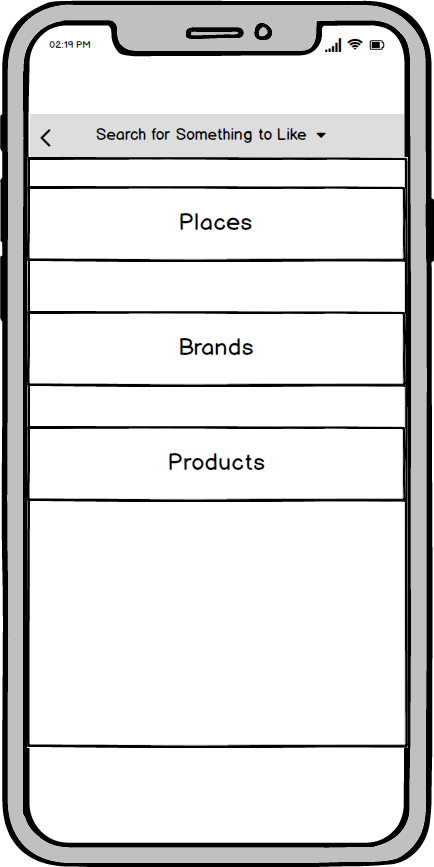 02:19 PM
Search for Something to Like
Places
Brands
Products